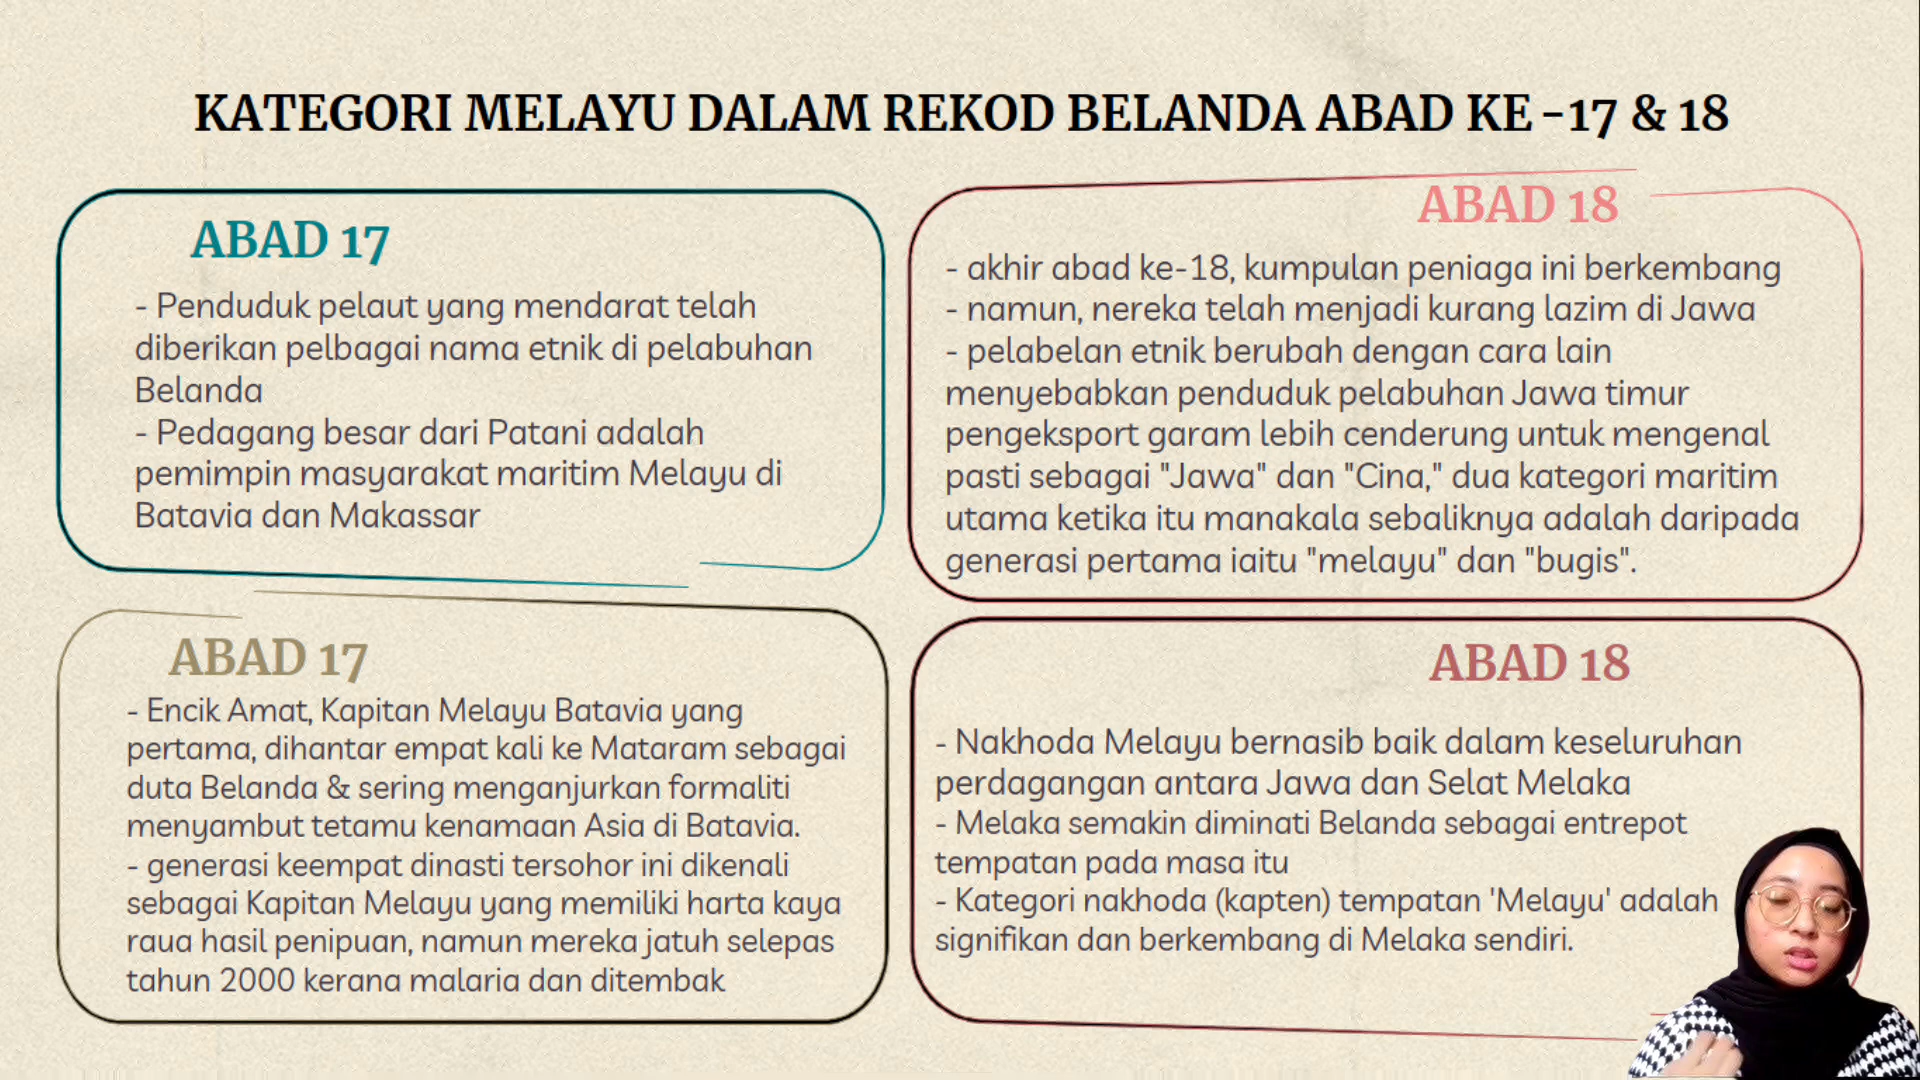 KATEGORI MELAYU DALAM REKOD BELANDA ABAD KE -17 & 18
ABAD 17
- Penduduk pelaut yang mendarat telah
diberikan pelbagai nama etnik di pelabuhan
Belanda
- Pedagang besar dari Patani adalah
pemimpin masyarakat maritim Melayu di
Batavia dan Makassar
ABAD 18
- akhir abad ke-18, kumpulan peniaga ini berkembang
- namun, nereka telah menjadi kurang lazim di Jawa
- pelabelan etnik berubah dengan cara lain
menyebabkan penduduk pelabuhan Jawa timur
pengeksport garam lebih cenderung untuk mengenal
pasti sebagai "Jawa" dan "Cina," dua kategori maritim
utama ketika itu manakala sebaliknya adalah daripada
generasi pertama iaitu "melayu" dan "bugis".
ABAD 17
- Encik Amat, Kapitan Melayu Batavia yang
pertama, dihantar empat kali ke Mataram sebagai
duta Belanda & sering menganjurkan formaliti
menyambut tetamu kenamaan Asia di Batavia.
- generasi keempat dinasti tersohor ini dikenali
sebagai Kapitan Melayu yang memiliki harta kaya
raua hasil penipuan, namun mereka jatuh selepas
tahun 2000 kerana malaria dan ditembak
ABAD 18
- Nakhoda Melayu bernasib baik dalam keseluruhan
perdagangan antara Jawa dan Selat Melaka
- Melaka semakin diminati Belanda sebagai entrepot
tempatan pada masa itu
- Kategori nakhoda (kapten) tempatan 'Melayu' adalah
signifikan dan berkembang di Melaka sendiri.